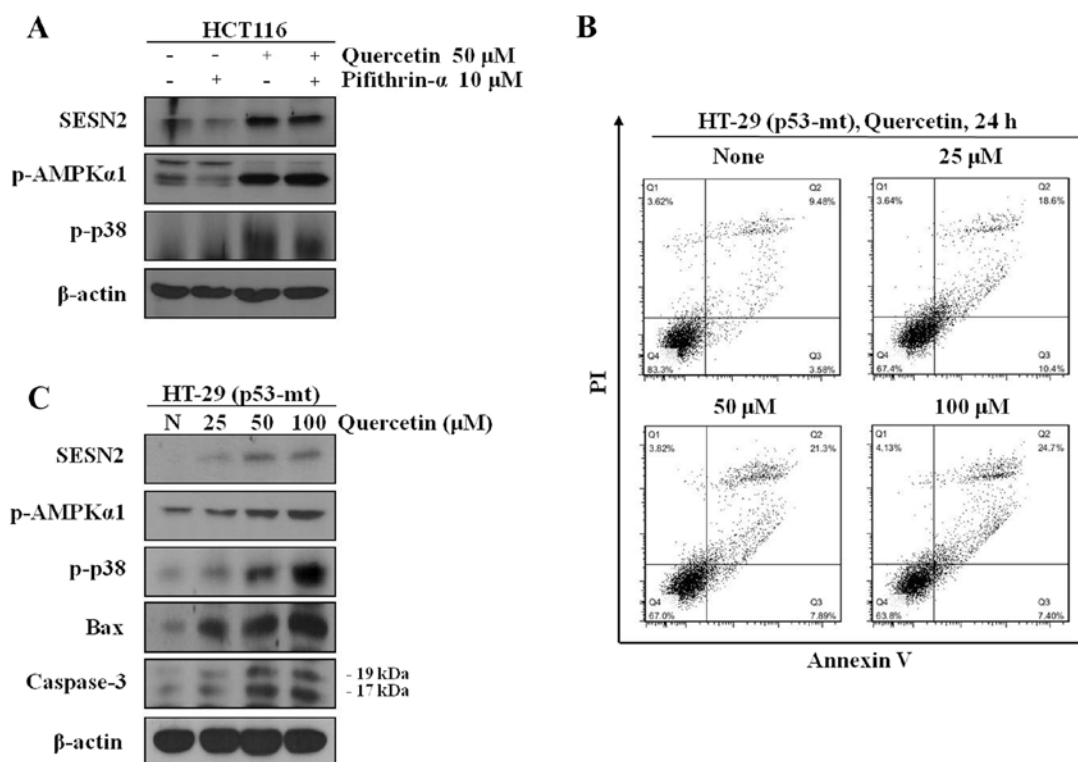 A
HCT116
- - + + Quercetin 50 μM
- + - + Pifithrin-α 10 μM
SESN2
p-AMPKα1
p-p38
β-actin
B
HT-29 (p53-mt), Quercetin, 24 h
None 25 μM
Q1 Q2 Q1 Q2
3.62% 9.48% 3.64% 18.6%
Q4 Q3 Q4 Q3
83.3% 3.58% 67.4% 10.4%
50 μM 100 μM
Q1 Q2 Q1 Q2
3.82% 21.3% 4.13% 24.7%
Q4 Q3 Q4 Q3
67.0% 7.89% 63.8% 7.40%
PI
Annexin V
C
HT-29 (p53-mt)
N 25 50 100 Quercetin (μM)
SESN2
p-AMPKα1
p-p38
Bax
Caspase-3
- 19 kDa
- 17 kDa
β-actin